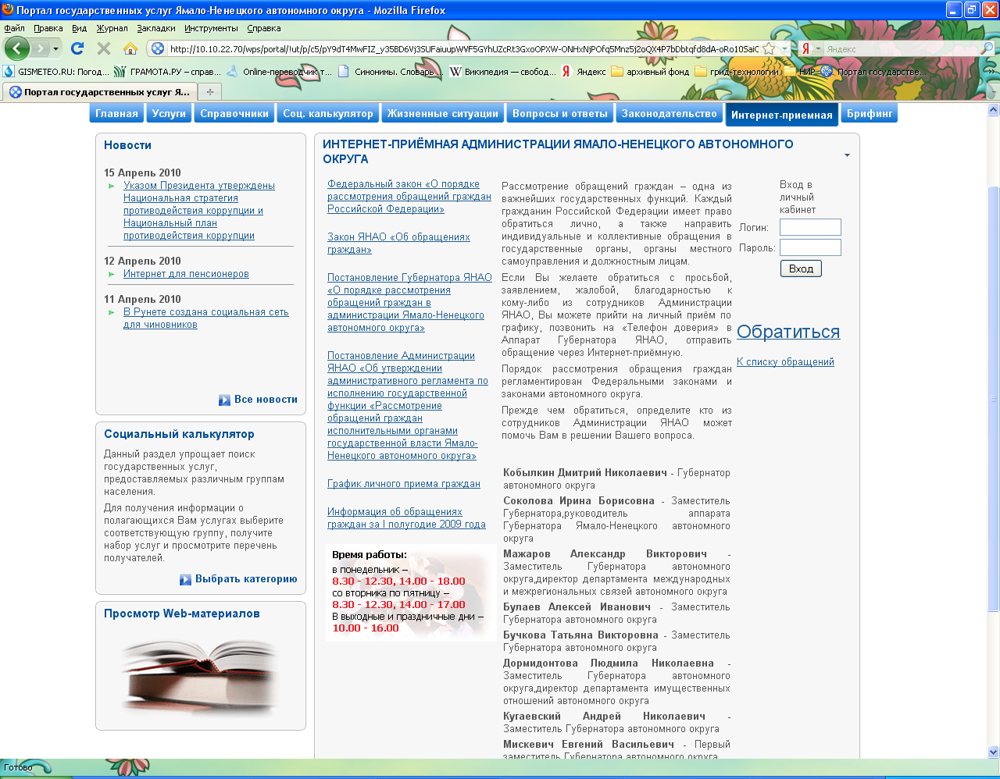 Портал государственных услуг Ямало-Ненецкого автономного округа - Mozilla Firefox
Файл Правка Вид Журнал Закладки Инструменты Справка
Яндекс
GISMETEO.RU: Погод... ГРАМОТА.РУ – справ... Online-переводчик т... Синонимы. Словарь ... Википедия — свобод... Яндекс архивный фонд грид-технологии НИР Портал государстве...
Портал государственных услуг Я...
Главная Услуги Справочники Соц. калькулятор Жизненные ситуации Вопросы и ответы Законодательство Интернет-приемная Брифинг
Новости
15 Апрель 2010
Указом Президента утверждены
Национальная стратегия
противодействия коррупции и
Национальный план
противодействия коррупции
12 Апрель 2010
Интернет для пенсионеров
11 Апрель 2010
В Рунете создана социальная сеть
для чиновников
Все новости
Социальный калькулятор
Данный раздел упрощает поиск
государственных услуг,
предоставляемых различным группам
населения.
Для получения информации о
полагающихся Вам услугах выберите
соответствующую группу, получите
набор услуг и просмотрите перечень
получателей.
Выбрать категорию
Просмотр Web-материалов
ИНТЕРНЕТ-ПРИЁМНАЯ АДМИНИСТРАЦИИ ЯМАЛО-НЕНЕЦКОГО АВТОНОМНОГО
ОКРУГА
Федеральный закон «О порядке
рассмотрения обращений граждан
Российской Федерации»
Закон ЯНАО «Об обращениях
граждан»
Постановление Губернатора ЯНАО
«О порядке рассмотрения
обращений граждан в
администрации Ямало-Ненецкого
автономного округа»
Постановление Администрации
ЯНАО «Об утверждении
административного регламента по
исполнению государственной
функции «Рассмотрение
обращений граждан
исполнительными органами
государственной власти Ямало-
Ненецкого автономного округа»
График личного приема граждан
Информация об обращениях
граждан за I полугодие 2009 года
Время работы:
в понедельник –
8.30 - 12.30, 14.00 - 18.00
со вторника по пятницу –
8.30 - 12.30, 14.00 - 17.00
В выходные и праздничные дни –
10.00 - 16.00
Рассмотрение обращений граждан – одна из
важнейших государственных функций. Каждый
гражданин Российской Федерации имеет право
обратиться лично, а также направить
индивидуальные и коллективные обращения в
государственные органы, органы местного
самоуправления и должностным лицам.
Если Вы желаете обратиться с просьбой,
заявлением, жалобой, благодарностью к
кому-либо из сотрудников Администрации
ЯНАО, Вы можете прийти на личный приём по
графику, позвонить на «Телефон доверия» в
Аппарат Губернатора ЯНАО, отправить
обращение через Интернет-приёмную.
Порядок рассмотрения обращения граждан
регламентирован Федеральными законами и
законами автономного округа.
Прежде чем обратиться, определите кто из
сотрудников Администрации ЯНАО может
помочь Вам в решении Вашего вопроса.
Кобылкин Дмитрий Николаевич - Губернатор
автономного округа
Соколова Ирина Борисовна - Заместитель
Губернатора,руководитель аппарата
Губернатора Ямало-Ненецкого автономного
округа
Мажаров Александр Викторович -
Заместитель Губернатора автономного
округа,директор департамента международных
и межрегиональных связей автономного округа
Булаев Алексей Иванович - Заместитель
Губернатора автономного округа
Бучкова Татьяна Викторовна - Заместитель
Губернатора автономного округа
Дормидонтова Людмила Николаевна -
Заместитель Губернатора автономного
округа,директор департамента имущественных
отношений автономного округа
Кугаевский Андрей Николаевич -
Заместитель Губернатора автономного округа
Мискевич Евгений Васильевич - Первый
заместитель Губернатора автономного округа
Вход в
личный
кабинет
Логин:
Пароль:
Вход
Обратиться
К списку обращений
Готово